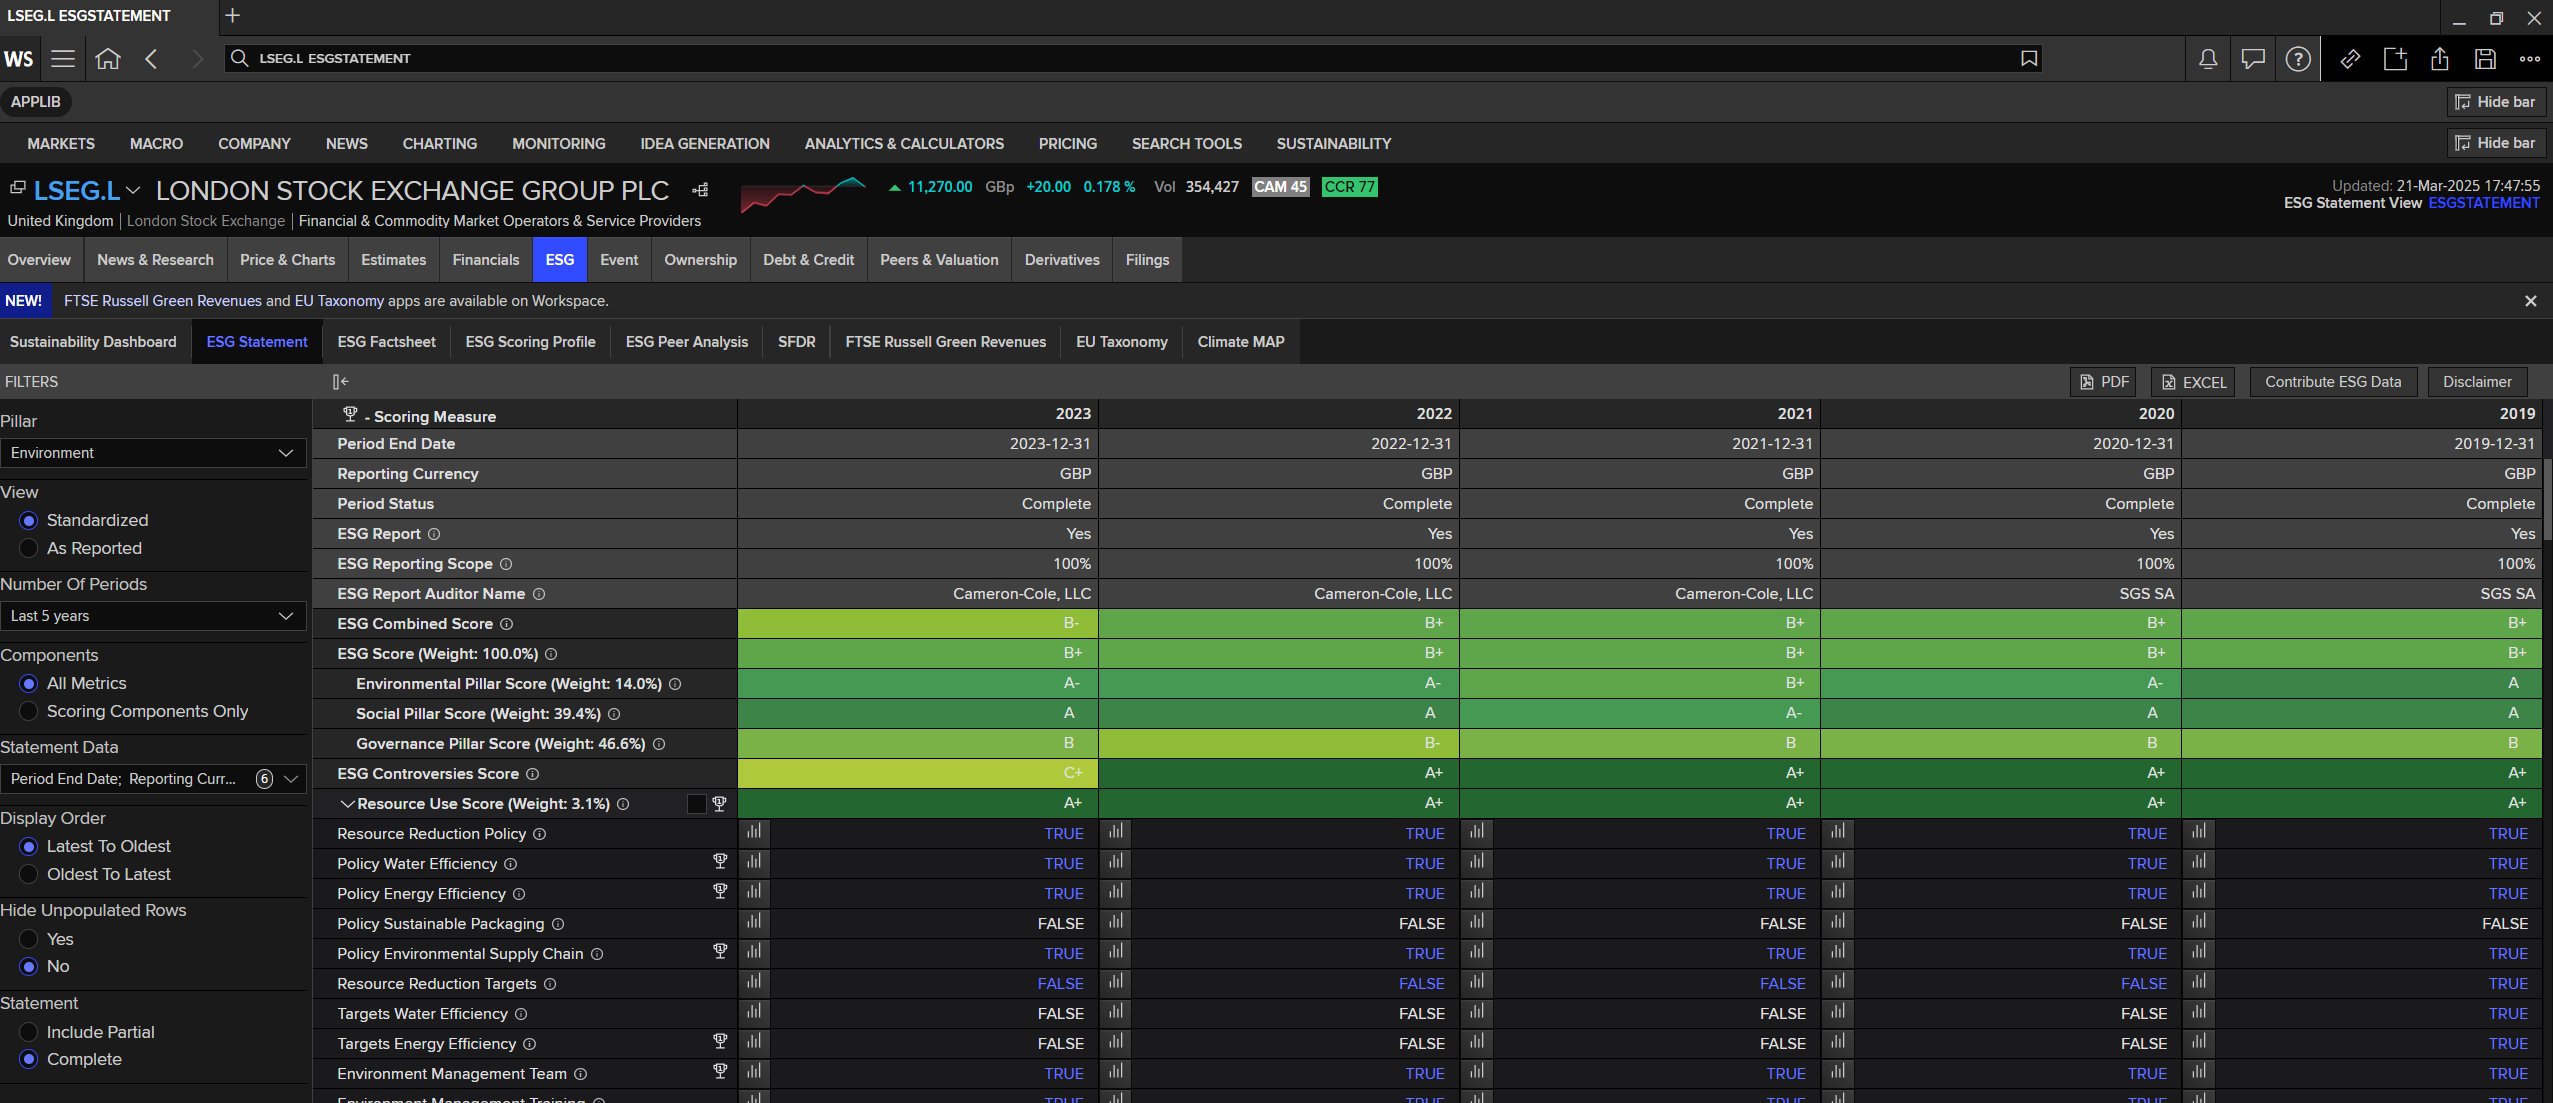 LSEG.L ESGSTATEMENT
WS LSEG.L ESGSTATEMENT
APPLIB Hide bar
MARKETS MACRO COMPANY NEWS CHARTING MONITORING IDEA GENERATION ANALYTICS & CALCULATORS PRICING SEARCH TOOLS SUSTAINABILITY Hide bar
LSEG.L LONDON STOCK EXCHANGE GROUP PLC 11,270.00 GBp +20.00 0.178 % Vol 354,427 CAM 45 CCR 77 Updated: 21-Mar-2025 17:47:55
United Kingdom London Stock Exchange Financial & Commodity Market Operators & Service Providers ESG Statement View ESGSTATEMENT
Overview News & Research Price & Charts Estimates Financials ESG Event Ownership Debt & Credit Peers & Valuation Derivatives Filings
NEW! FTSE Russell Green Revenues and EU Taxonomy apps are available on Workspace.
Sustainability Dashboard ESG Statement ESG Factsheet ESG Scoring Profile ESG Peer Analysis SFDR FTSE Russell Green Revenues EU Taxonomy Climate MAP
FILTERS PDF EXCEL Contribute ESG Data Disclaimer
Pillar
Environment
View
Standardized
As Reported
Number Of Periods
Last 5 years
Components
All Metrics
Scoring Components Only
Statement Data
Period End Date; Reporting Curr... 6
Display Order
Latest To Oldest
Oldest To Latest
Hide Unpopulated Rows
Yes
No
Statement
Include Partial
Complete
- Scoring Measure 2023 2022 2021 2020 2019
Period End Date 2023-12-31 2022-12-31 2021-12-31 2020-12-31 2019-12-31
Reporting Currency GBP GBP GBP GBP GBP
Period Status Complete Complete Complete Complete Complete
ESG Report Yes Yes Yes Yes Yes
ESG Reporting Scope 100% 100% 100% 100% 100%
ESG Report Auditor Name Cameron-Cole, LLC Cameron-Cole, LLC Cameron-Cole, LLC SGS SA SGS SA
ESG Combined Score B- B+ B+ B+ B+
ESG Score (Weight: 100.0%) B+ B+ B+ B+ B+
Environmental Pillar Score (Weight: 14.0%) A- A- B+ A- A
Social Pillar Score (Weight: 39.4%) A A A- A A
Governance Pillar Score (Weight: 46.6%) B B- B B B
ESG Controversies Score C+ A+ A+ A+ A+
Resource Use Score (Weight: 3.1%) A+ A+ A+ A+ A+
Resource Reduction Policy TRUE TRUE TRUE TRUE TRUE
Policy Water Efficiency TRUE TRUE TRUE TRUE TRUE
Policy Energy Efficiency TRUE TRUE TRUE TRUE TRUE
Policy Sustainable Packaging FALSE FALSE FALSE FALSE FALSE
Policy Environmental Supply Chain TRUE TRUE TRUE TRUE TRUE
Resource Reduction Targets FALSE FALSE FALSE FALSE TRUE
Targets Water Efficiency FALSE FALSE FALSE FALSE TRUE
Targets Energy Efficiency FALSE FALSE FALSE FALSE TRUE
Environment Management Team TRUE TRUE TRUE TRUE TRUE
Environment Management Training TRUE TRUE TRUE TRUE TRUE